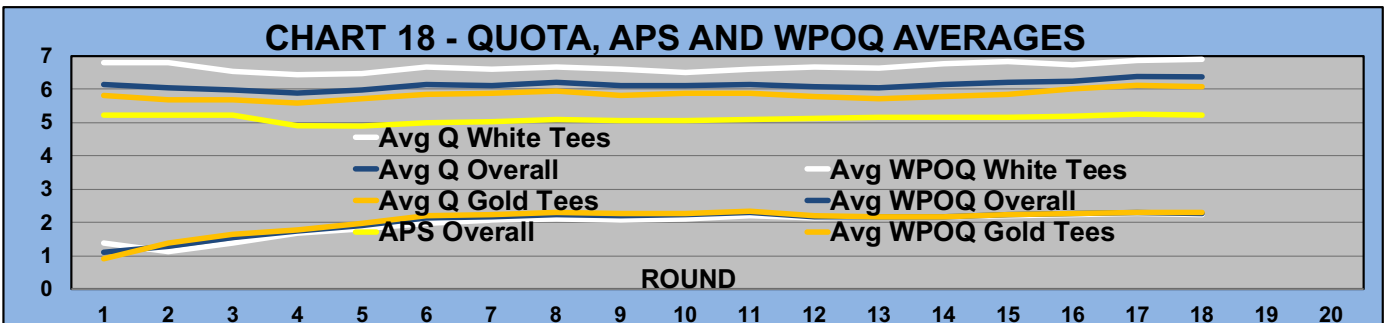 CHART 18 - QUOTA, APS AND WPOQ AVERAGES
7
6
5
4
3
2
1
0
Avg Q White Tees
Avg Q Overall
Avg WPOQ White Tees
Avg Q Gold Tees
Avg WPOQ Overall
APS Overall
Avg WPOQ Gold Tees
ROUND
1 2 3 4 5 6 7 8 9 10 11 12 13 14 15 16 17 18 19 20